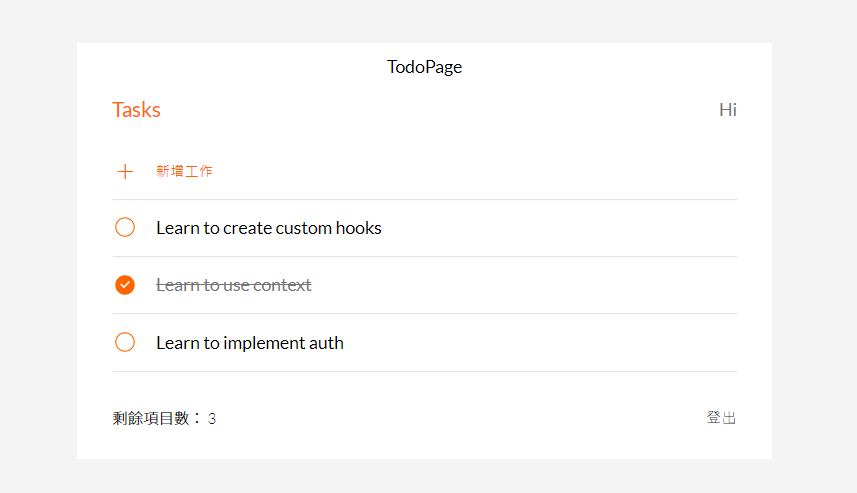 TodoPage
Tasks
Hi
新增工作
Learn to create custom hooks
Learn to use context
Learn to implement auth
剩餘項目數： 3
登出